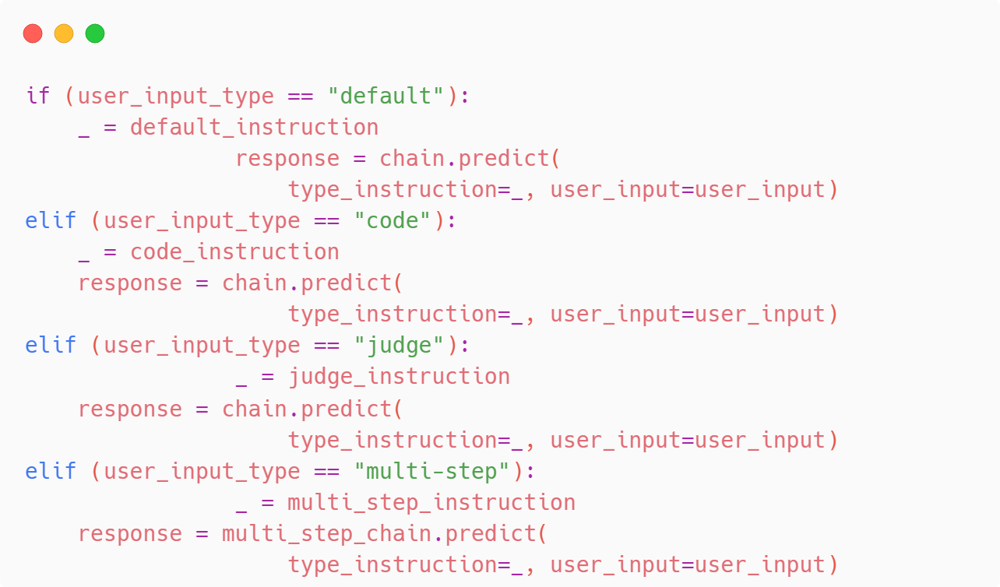 if (user_input_type == "default"):
    _ = default_instruction
                response = chain.predict(
                    type_instruction=_, user_input=user_input)
elif (user_input_type == "code"):
    _ = code_instruction
    response = chain.predict(
                    type_instruction=_, user_input=user_input)
elif (user_input_type == "judge"):
                _ = judge_instruction
    response = chain.predict(
                    type_instruction=_, user_input=user_input)
elif (user_input_type == "multi-step"):
                _ = multi_step_instruction
    response = multi_step_chain.predict(
                    type_instruction=_, user_input=user_input)